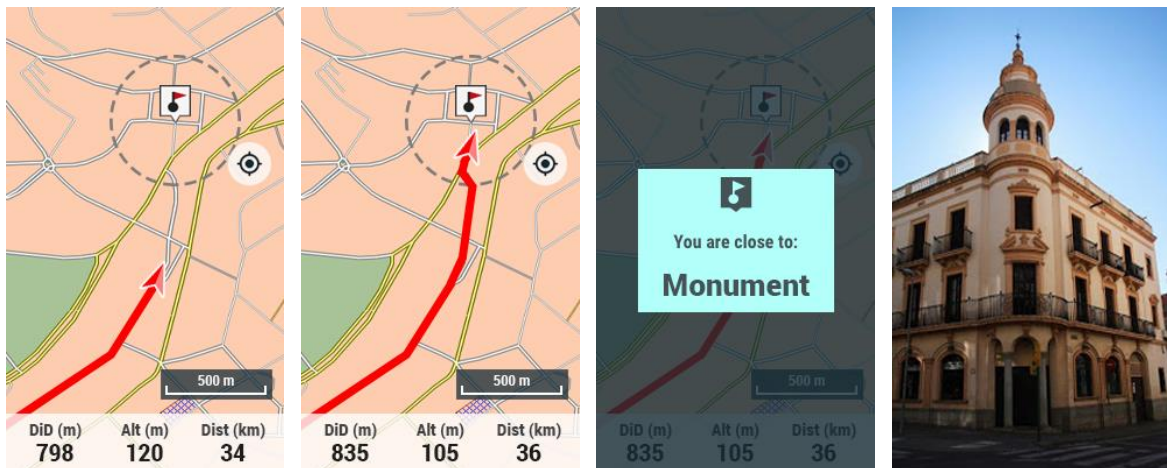 500 m
DiD (m) Alt (m) Dist (km)
798 120 34
500 m
DiD (m) Alt (m) Dist (km)
835 105 36
You are close to:
Monument
500 m
DiD (m) Alt (m) Dist (km)
835 105 36